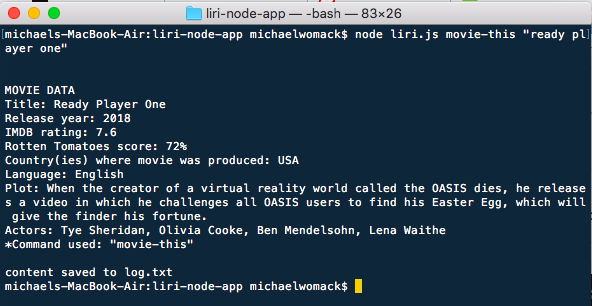 liri-node-app — -bash — 83×26
[michaels-MacBook-Air:liri-node-app michaelwomack$ node liri.js movie-this "ready pl]
ayer one"
MOVIE DATA
Title: Ready Player One
Release year: 2018
IMDB rating: 7.6
Rotten Tomatoes score: 72%
Country(ies) where movie was produced: USA
Language: English
Plot: When the creator of a virtual reality world called the OASIS dies, he release
s a video in which he challenges all OASIS users to find his Easter Egg, which will
 give the finder his fortune.
Actors: Tye Sheridan, Olivia Cooke, Ben Mendelsohn, Lena Waithe
*Command used: "movie-this"
content saved to log.txt
michaels-MacBook-Air:liri-node-app michaelwomack$